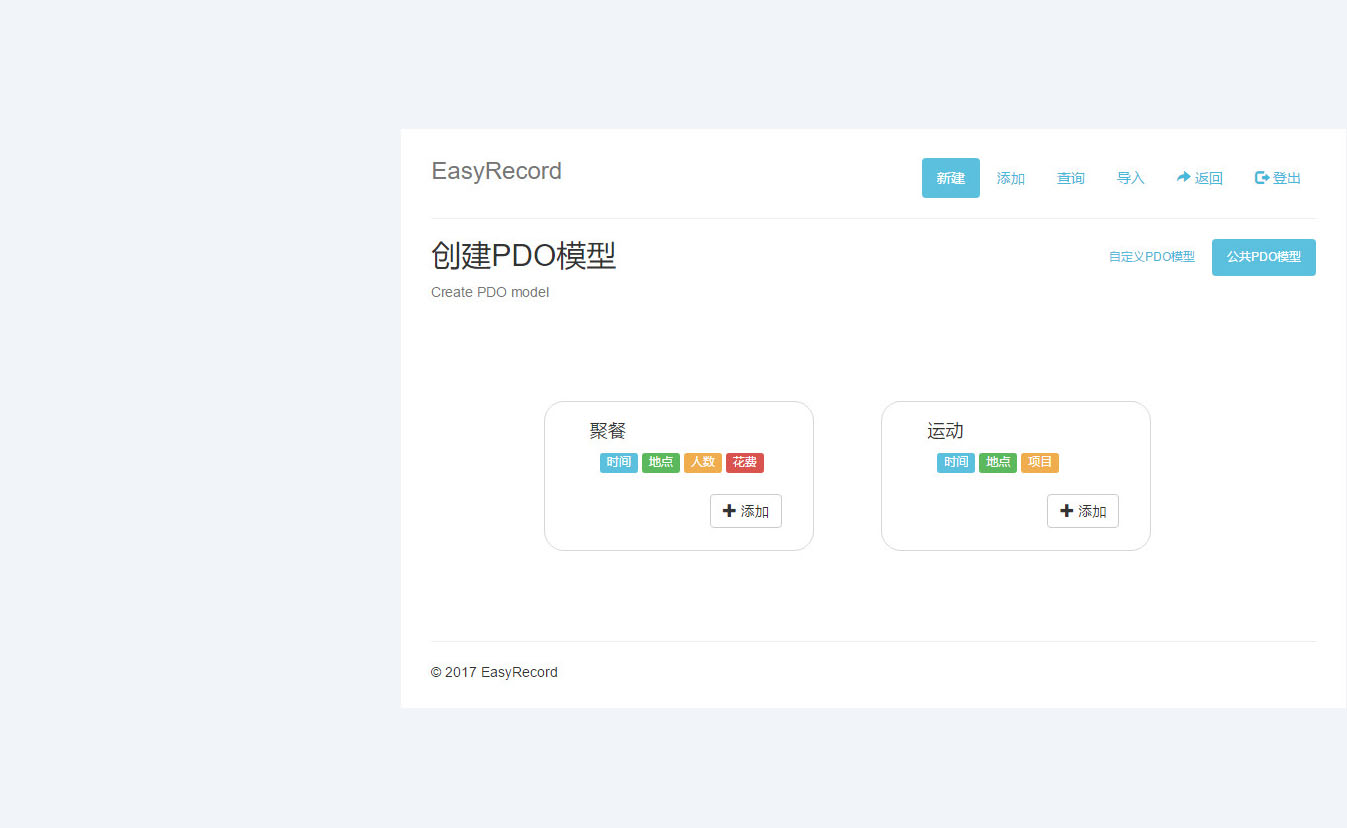 EasyRecord
新建 添加 查询 导入 返回 登出
创建PDO模型
自定义PDO模型 公共PDO模型
Create PDO model
聚餐
时间 地点 人数 花费
添加
运动
时间 地点 项目
添加
© 2017 EasyRecord